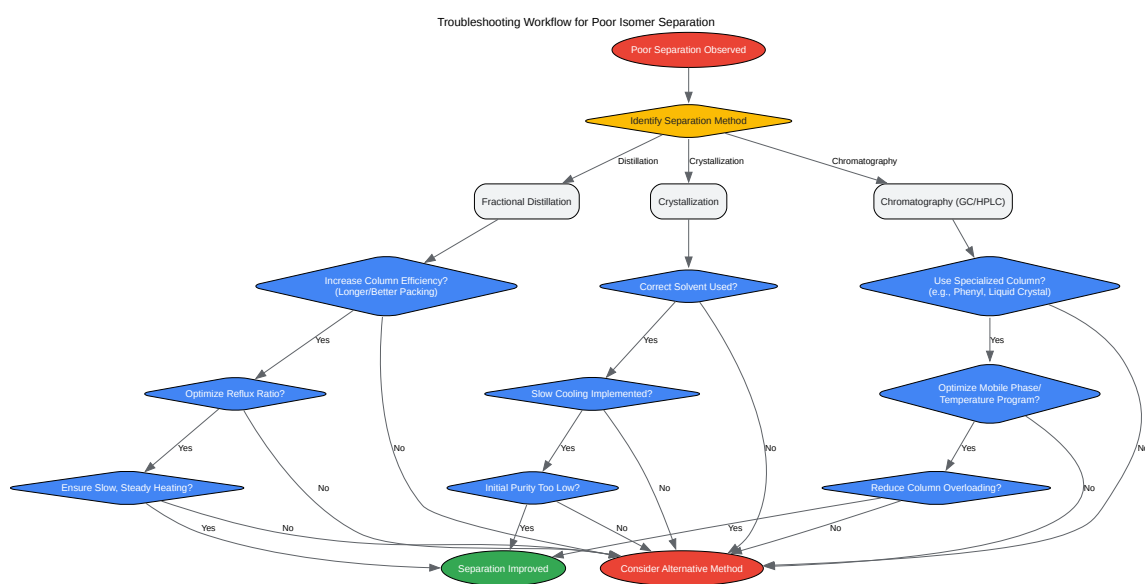 Troubleshooting Workflow for Poor Isomer Separation
Poor Separation Observed
Identify Separation Method
Distillation
Crystallization
Chromatography
Fractional Distillation
Crystallization
Chromatography (GC/HPLC)
Increase Column Efficiency?
(Longer/Better Packing)
Correct Solvent Used?
Use Specialized Column?
(e.g., Phenyl, Liquid Crystal)
Yes
Yes
Yes
Optimize Reflux Ratio?
Slow Cooling Implemented?
Optimize Mobile Phase/
Temperature Program?
Yes
No
Yes
No
Yes
No
Ensure Slow, Steady Heating?
No
Initial Purity Too Low?
No
Reduce Column Overloading?
No
Yes
No
Yes
No
Yes
No
Separation Improved
Consider Alternative Method